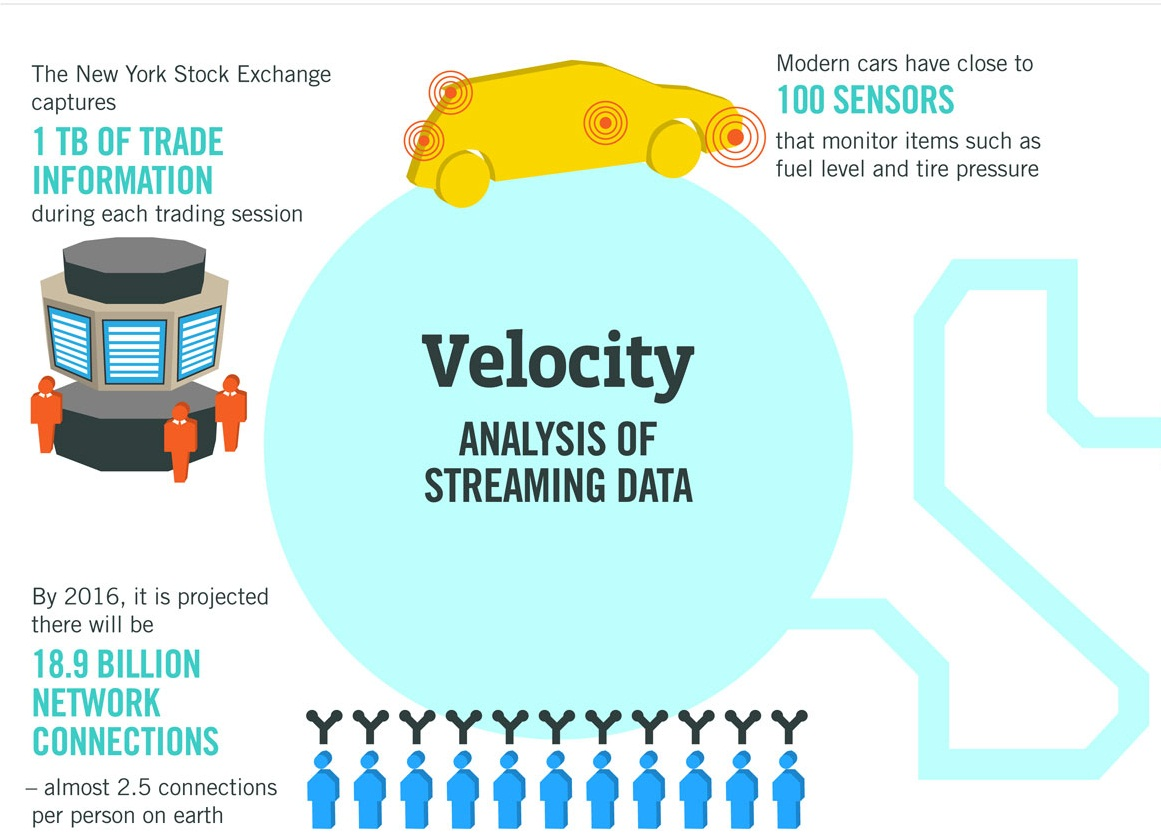 The New York Stock Exchange
captures
1 TB OF TRADE
INFORMATION
during each trading session
Modern cars have close to
100 SENSORS
that monitor items such as
fuel level and tire pressure
Velocity
ANALYSIS OF
STREAMING DATA
By 2016, it is projected
there will be
18.9 BILLION
NETWORK
CONNECTIONS
– almost 2.5 connections
per person on earth